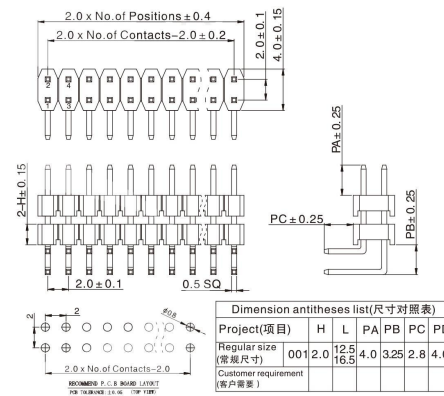 2.0 x No.of Positions±0.4
2.0 x No.of Contacts-2.0±0.2
2.0±0.1
4.0±0.15
2 4
1 3
2-H±0.15
2.0±0.1
0.5 SQ
PA±0.25
PC±0.25
PB±0.25
2
2
Ø0.8
2.0 x No.of Contacts-2.0
RECOMMEND P.C.B BOARD LAYOUT
PCB TOLERANCE:±0.05 (TOP VIEW)
Dimension antitheses list(尺寸对照表)
Project(项目) H L PA PB PC
Regular size (常规尺寸) 001 2.0 12.5 16.5 4.0 3.25 2.8
Customer requirement (客户需要)